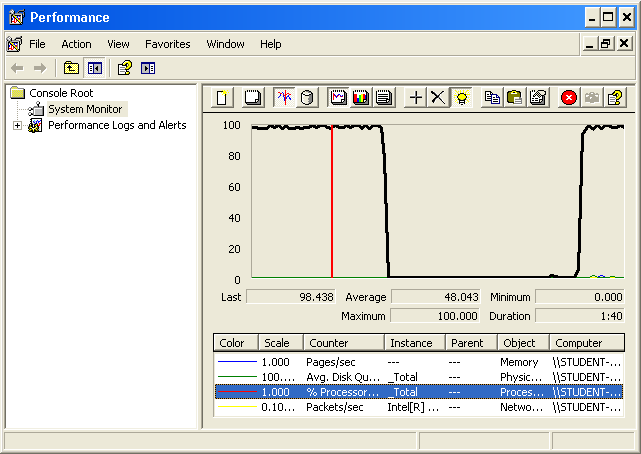 Performance
File Action View Favorites Window Help
Console Root
System Monitor
Performance Logs and Alerts
100
80
60
40
20
0
Last 98.438 Average 48.043 Minimum 0.000
Maximum 100.000 Duration 1:40
Color Scale Counter Instance Parent Object Computer
1.000 Pages/sec --- --- Memory \\STUDENT-...
100.... Avg. Disk Qu... _Total --- Physic... \\STUDENT-...
1.000 % Processor... _Total --- Proces... \\STUDENT-...
0.10... Packets/sec Intel[R] ... --- Netwo... \\STUDENT-...